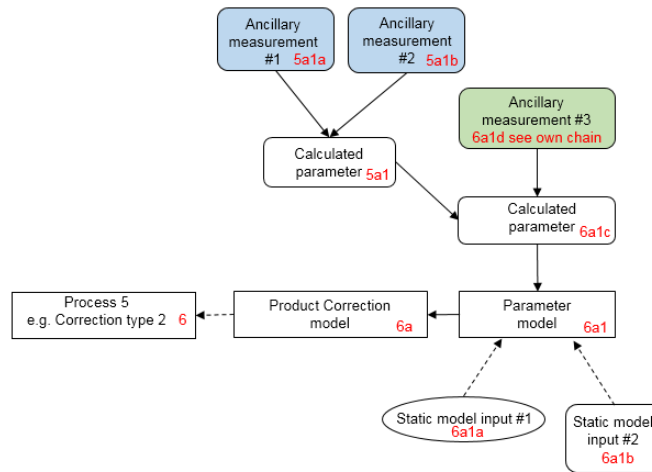 Ancillary
measurement
#1 5a1a
Ancillary
measurement
#2 5a1b
Ancillary
measurement #3
6a1d see own chain
Calculated
parameter 5a1
Calculated
parameter 6a1c
Process 5
e.g. Correction type 2 6
Product Correction
model
6a
Parameter
model
6a1
Static model input #1
6a1a
Static model
input #2
6a1b